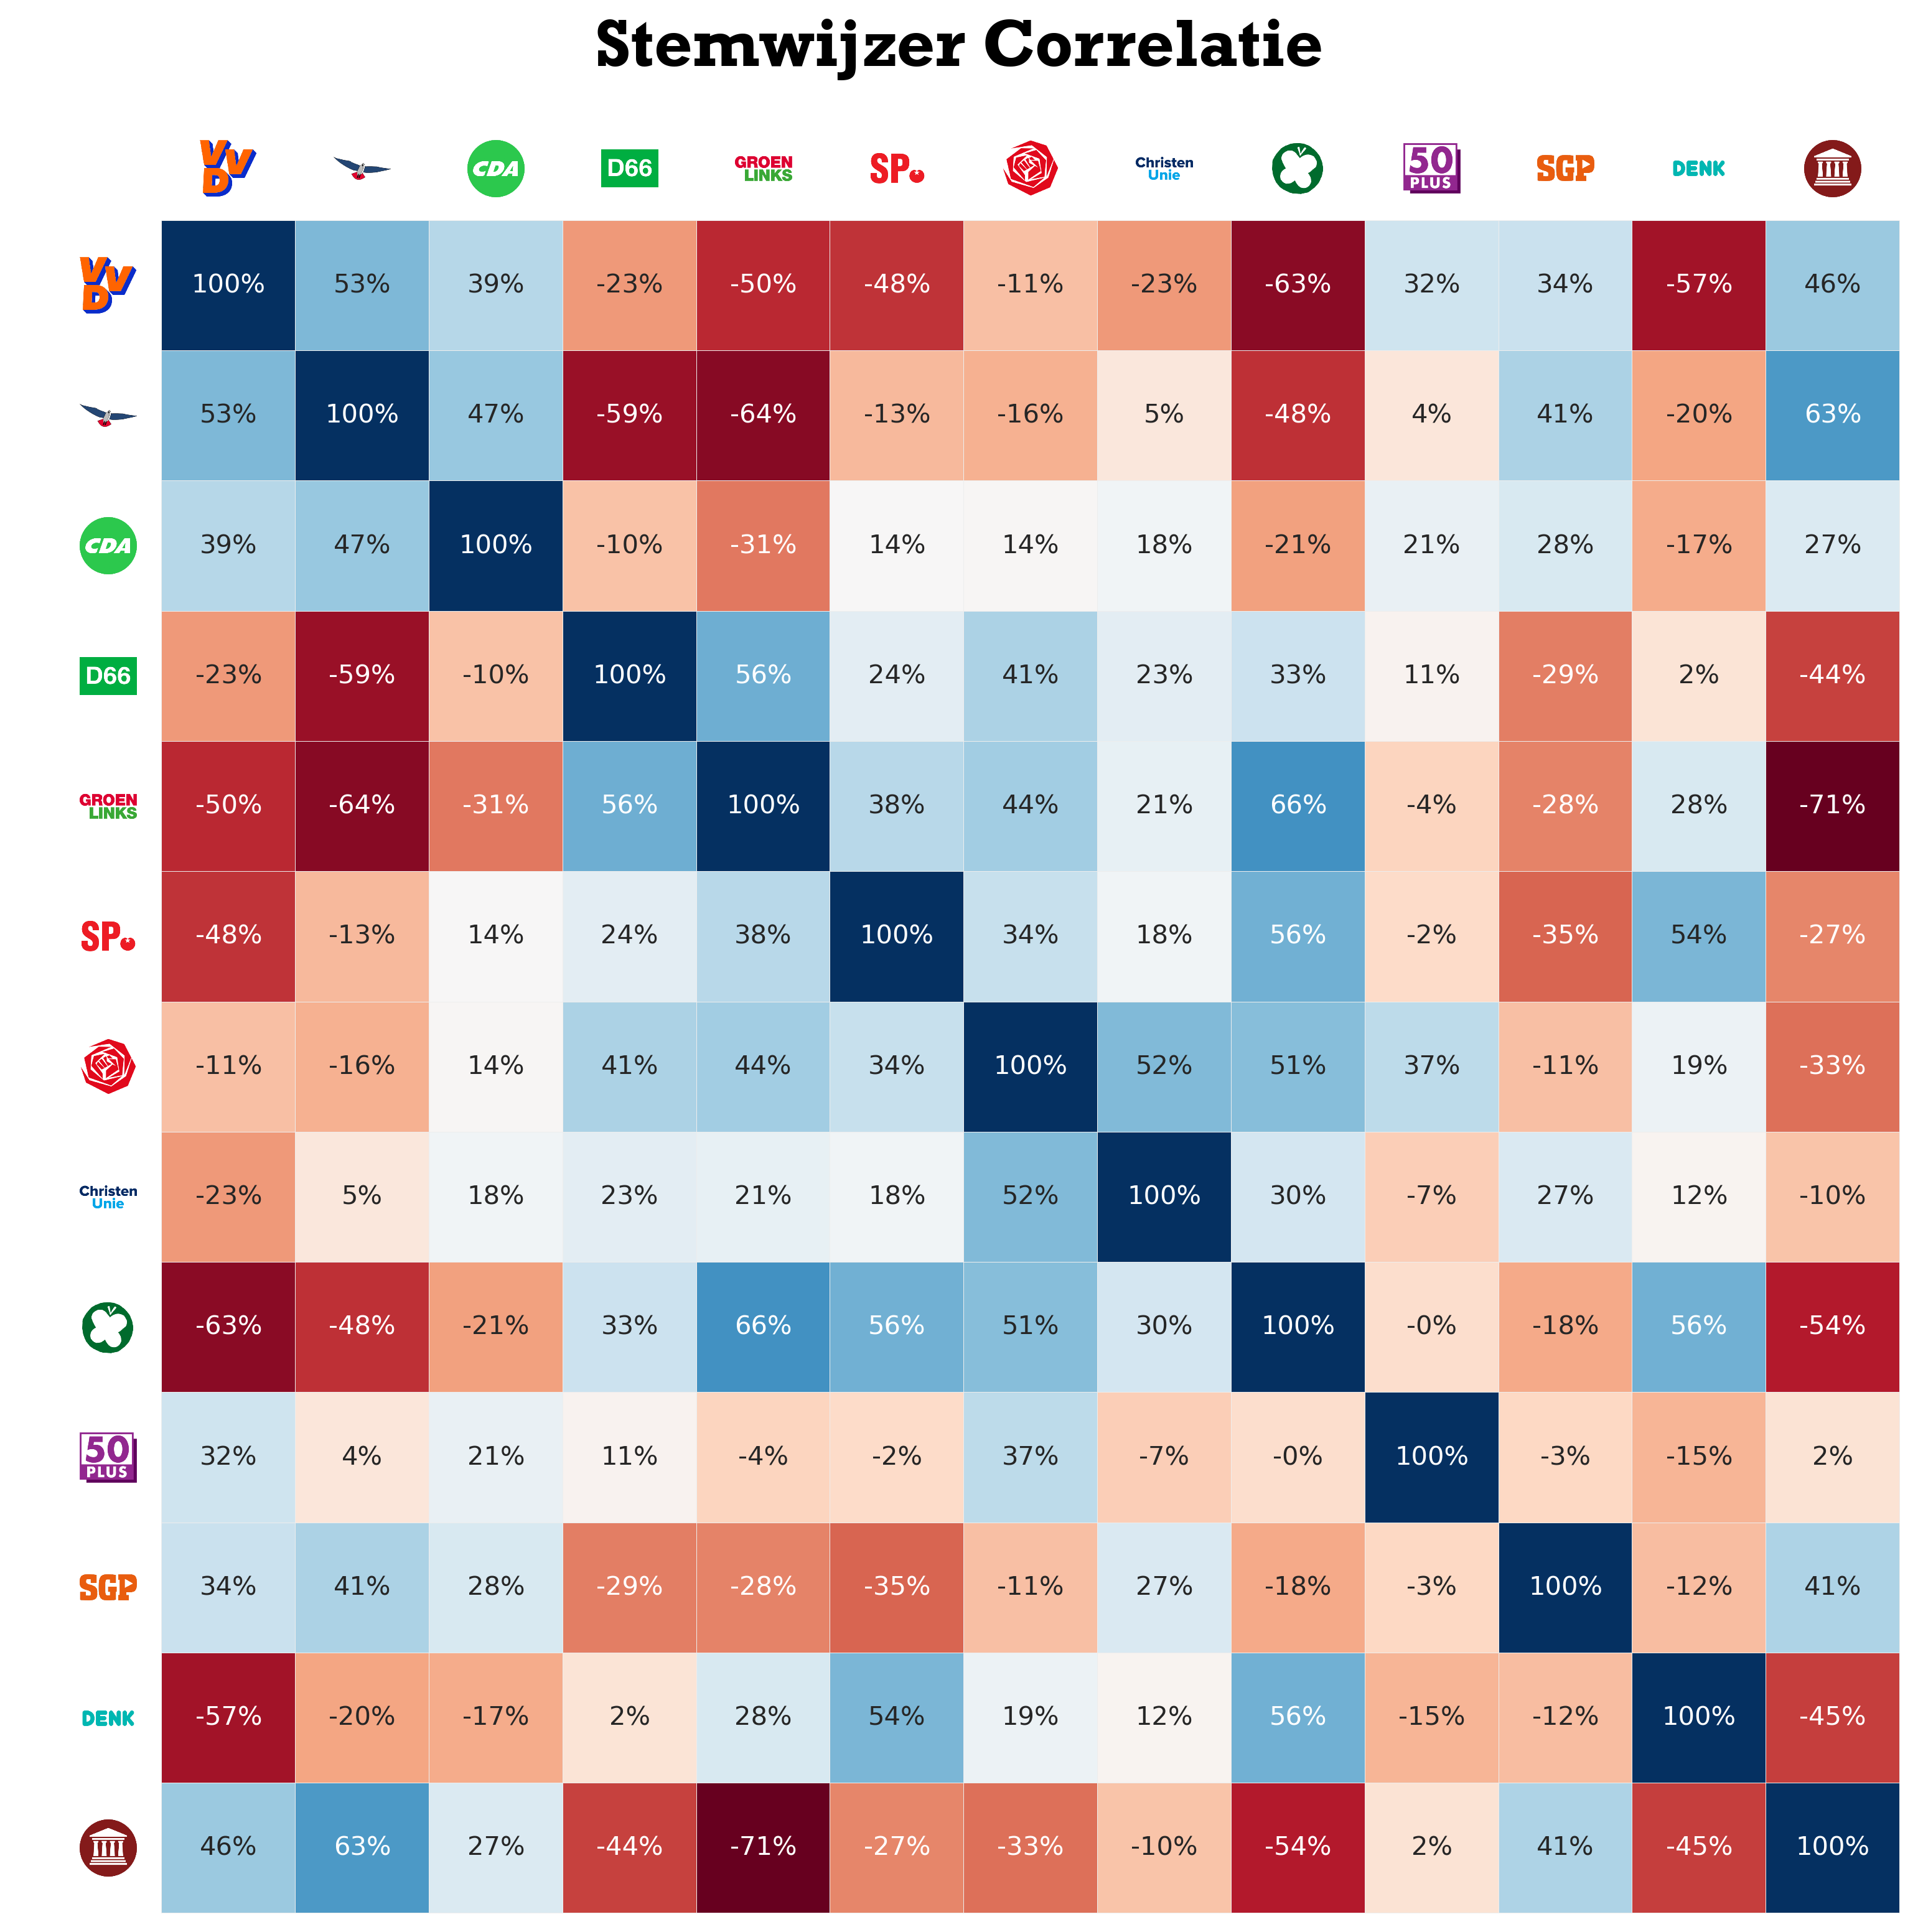 Stemwijzer Correlatie
VVD CDA D66 GROEN LINKS SP. Christen Unie 50 PLUS SGP DENK
VVD 100% 53% 39% -23% -50% -48% -11% -23% -63% 32% 34% -57% 46%
53% 100% 47% -59% -64% -13% -16% 5% -48% 4% 41% -20% 63%
CDA 39% 47% 100% -10% -31% 14% 14% 18% -21% 21% 28% -17% 27%
D66 -23% -59% -10% 100% 56% 24% 41% 23% 33% 11% -29% 2% -44%
GROEN LINKS -50% -64% -31% 56% 100% 38% 44% 21% 66% -4% -28% 28% -71%
SP. -48% -13% 14% 24% 38% 100% 34% 18% 56% -2% -35% 54% -27%
-11% -16% 14% 41% 44% 34% 100% 52% 51% 37% -11% 19% -33%
Christen Unie -23% 5% 18% 23% 21% 18% 52% 100% 30% -7% 27% 12% -10%
-63% -48% -21% 33% 66% 56% 51% 30% 100% -0% -18% 56% -54%
50 PLUS 32% 4% 21% 11% -4% -2% 37% -7% -0% 100% -3% -15% 2%
SGP 34% 41% 28% -29% -28% -35% -11% 27% -18% -3% 100% -12% 41%
DENK -57% -20% -17% 2% 28% 54% 19% 12% 56% -15% -12% 100% -45%
46% 63% 27% -44% -71% -27% -33% -10% -54% 2% 41% -45% 100%